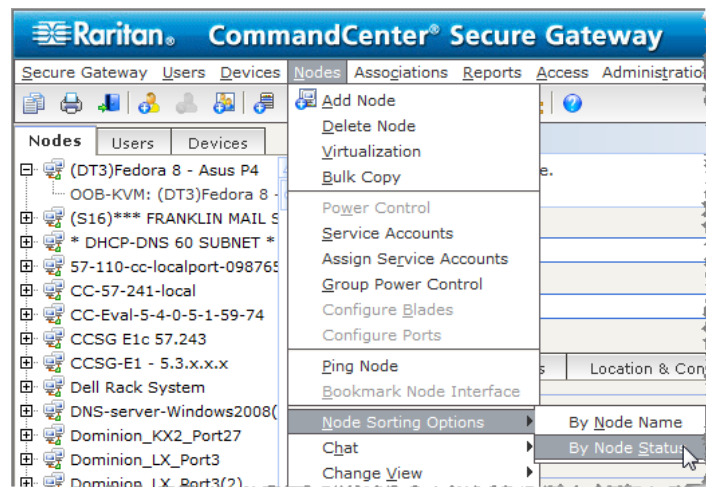 Raritan® CommandCenter® Secure Gateway
Secure Gateway Users Devices Nodes Associations Reports Access Administratio
Nodes Users Devices
(DT3)Fedora 8 - Asus P4
OOB-KVM: (DT3)Fedora 8 -
(S16)*** FRANKLIN MAIL S
* DHCP-DNS 60 SUBNET *
57-110-cc-localport-098765
CC-57-241-local
CC-Eval-5-4-0-5-1-59-74
CCSG E1c 57.243
CCSG-E1 - 5.3.x.x.x
Dell Rack System
DNS-server-Windows2008(
Dominion_KX2_Port27
Dominion_LX_Port3
Dominion_LX_Port3(2)
Add Node
Delete Node
Virtualization
Bulk Copy
Power Control
Service Accounts
Assign Service Accounts
Group Power Control
Configure Blades
Configure Ports
Ping Node
Bookmark Node Interface
Node Sorting Options
Chat
Change View
By Node Name
By Node Status
e.
s Location & Con